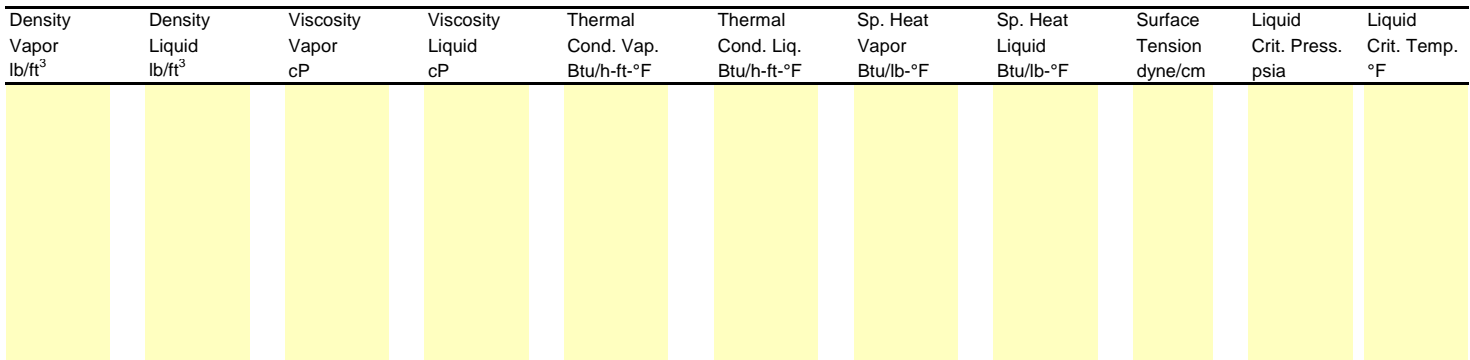 Density Density Viscosity Viscosity Thermal Thermal Sp. Heat Sp. Heat Surface Liquid Liquid
Vapor Liquid Vapor Liquid Cond. Vap. Cond. Liq. Vapor Liquid Tension Crit. Press. Crit. Temp.
lb/ft³ lb/ft³ cP cP Btu/h-ft-°F Btu/h-ft-°F Btu/lb-°F Btu/lb-°F dyne/cm psia °F